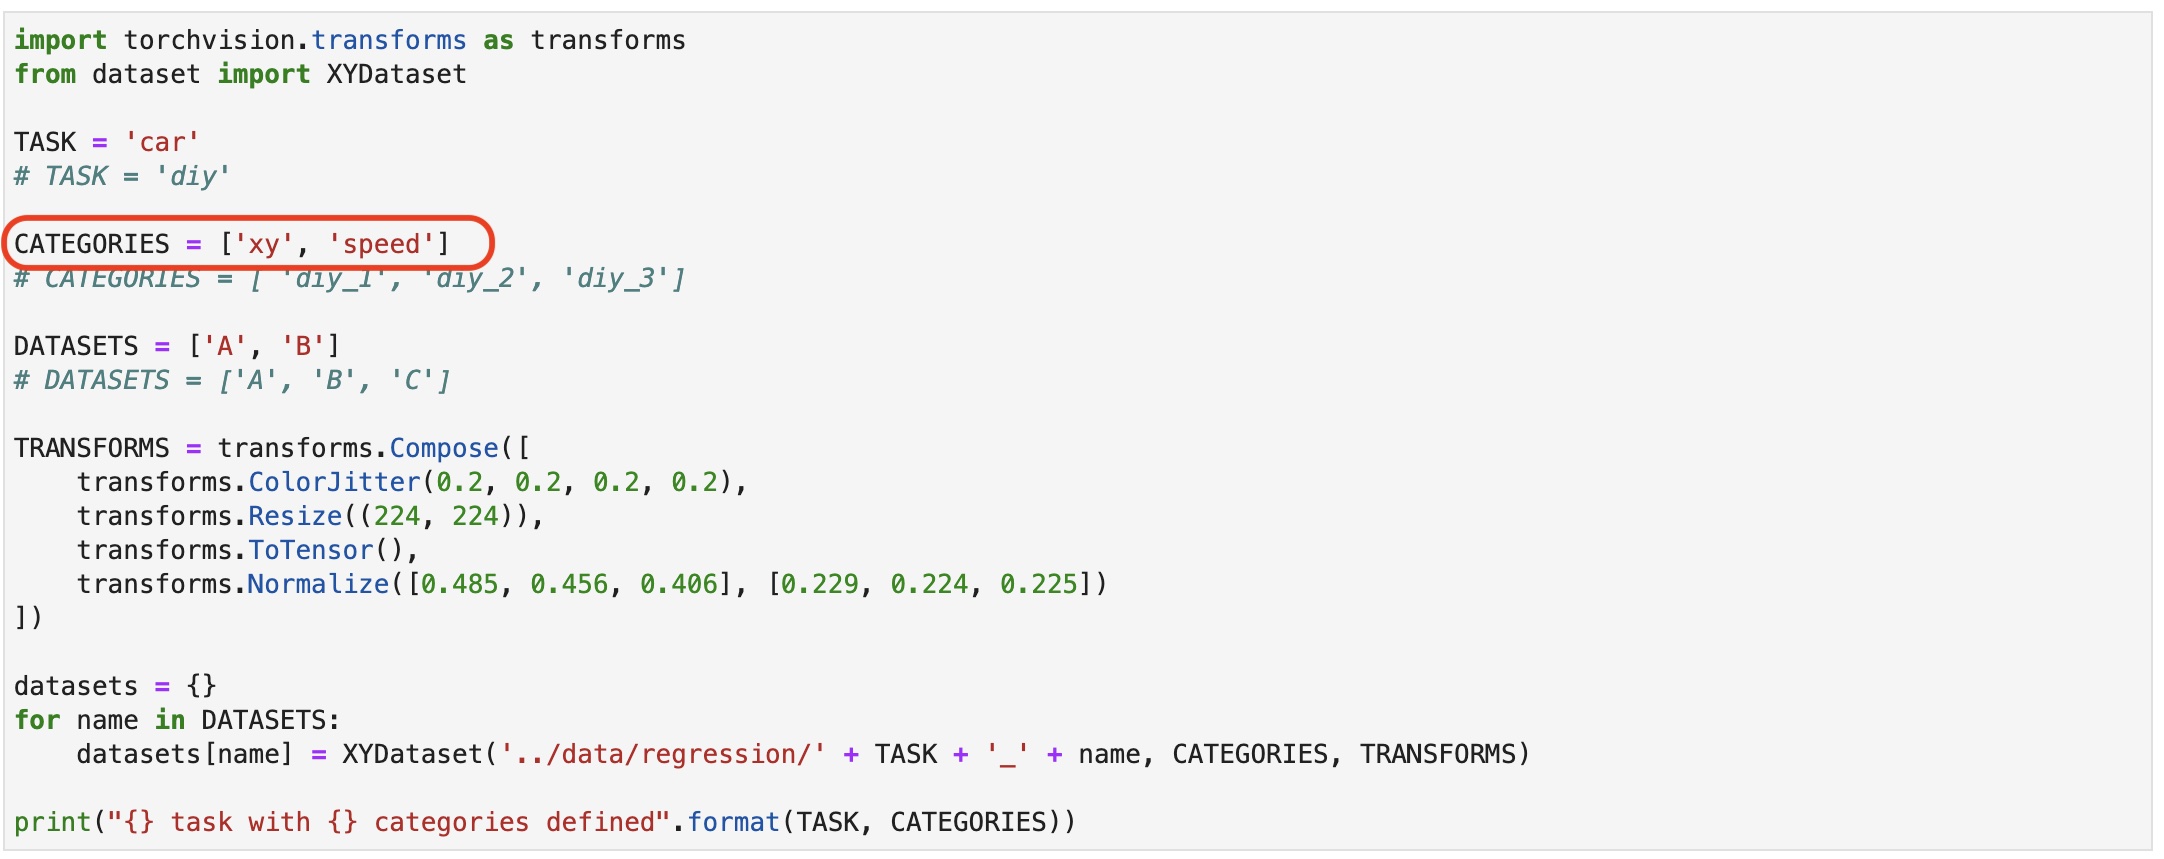 import torchvision.transforms as transforms
from dataset import XYDataset
TASK = 'car'
# TASK = 'diy'
CATEGORIES = ['xy', 'speed']
# CATEGORIES = [ 'diy_1', 'diy_2', 'diy_3']
DATASETS = ['A', 'B']
# DATASETS = ['A', 'B', 'C']
TRANSFORMS = transforms.Compose([
    transforms.ColorJitter(0.2, 0.2, 0.2, 0.2),
    transforms.Resize((224, 224)),
    transforms.ToTensor(),
    transforms.Normalize([0.485, 0.456, 0.406], [0.229, 0.224, 0.225])
])
datasets = {}
for name in DATASETS:
    datasets[name] = XYDataset('../data/regression/' + TASK + '_' + name, CATEGORIES, TRANSFORMS)
print("{} task with {} categories defined".format(TASK, CATEGORIES))